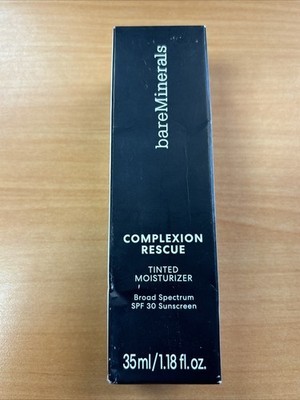 bareMinerals
COMPLEXION
RESCUE
TINTED
MOISTURIZER
Broad Spectrum
SPF 30 Sunscreen
35ml/1.18 fl.oz.